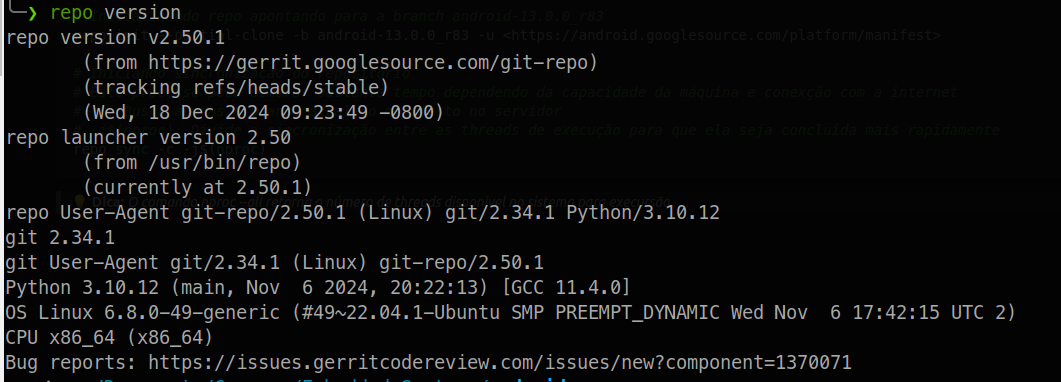 ❯ repo version
repo version v2.50.1
(from https://gerrit.googlesource.com/git-repo)
(tracking refs/heads/stable)
(Wed, 18 Dec 2024 09:23:49 -0800)
repo launcher version 2.50
(from /usr/bin/repo)
(currently at 2.50.1)
repo User-Agent git-repo/2.50.1 (Linux) git/2.34.1 Python/3.10.12
git 2.34.1
git User-Agent git/2.34.1 (Linux) git-repo/2.50.1
Python 3.10.12 (main, Nov  6 2024, 20:22:13) [GCC 11.4.0]
OS Linux 6.8.0-49-generic (#49~22.04.1-Ubuntu SMP PREEMPT_DYNAMIC Wed Nov  6 17:42:15 UTC 2)
CPU x86_64 (x86_64)
Bug reports: https://issues.gerritcodereview.com/issues/new?component=1370071